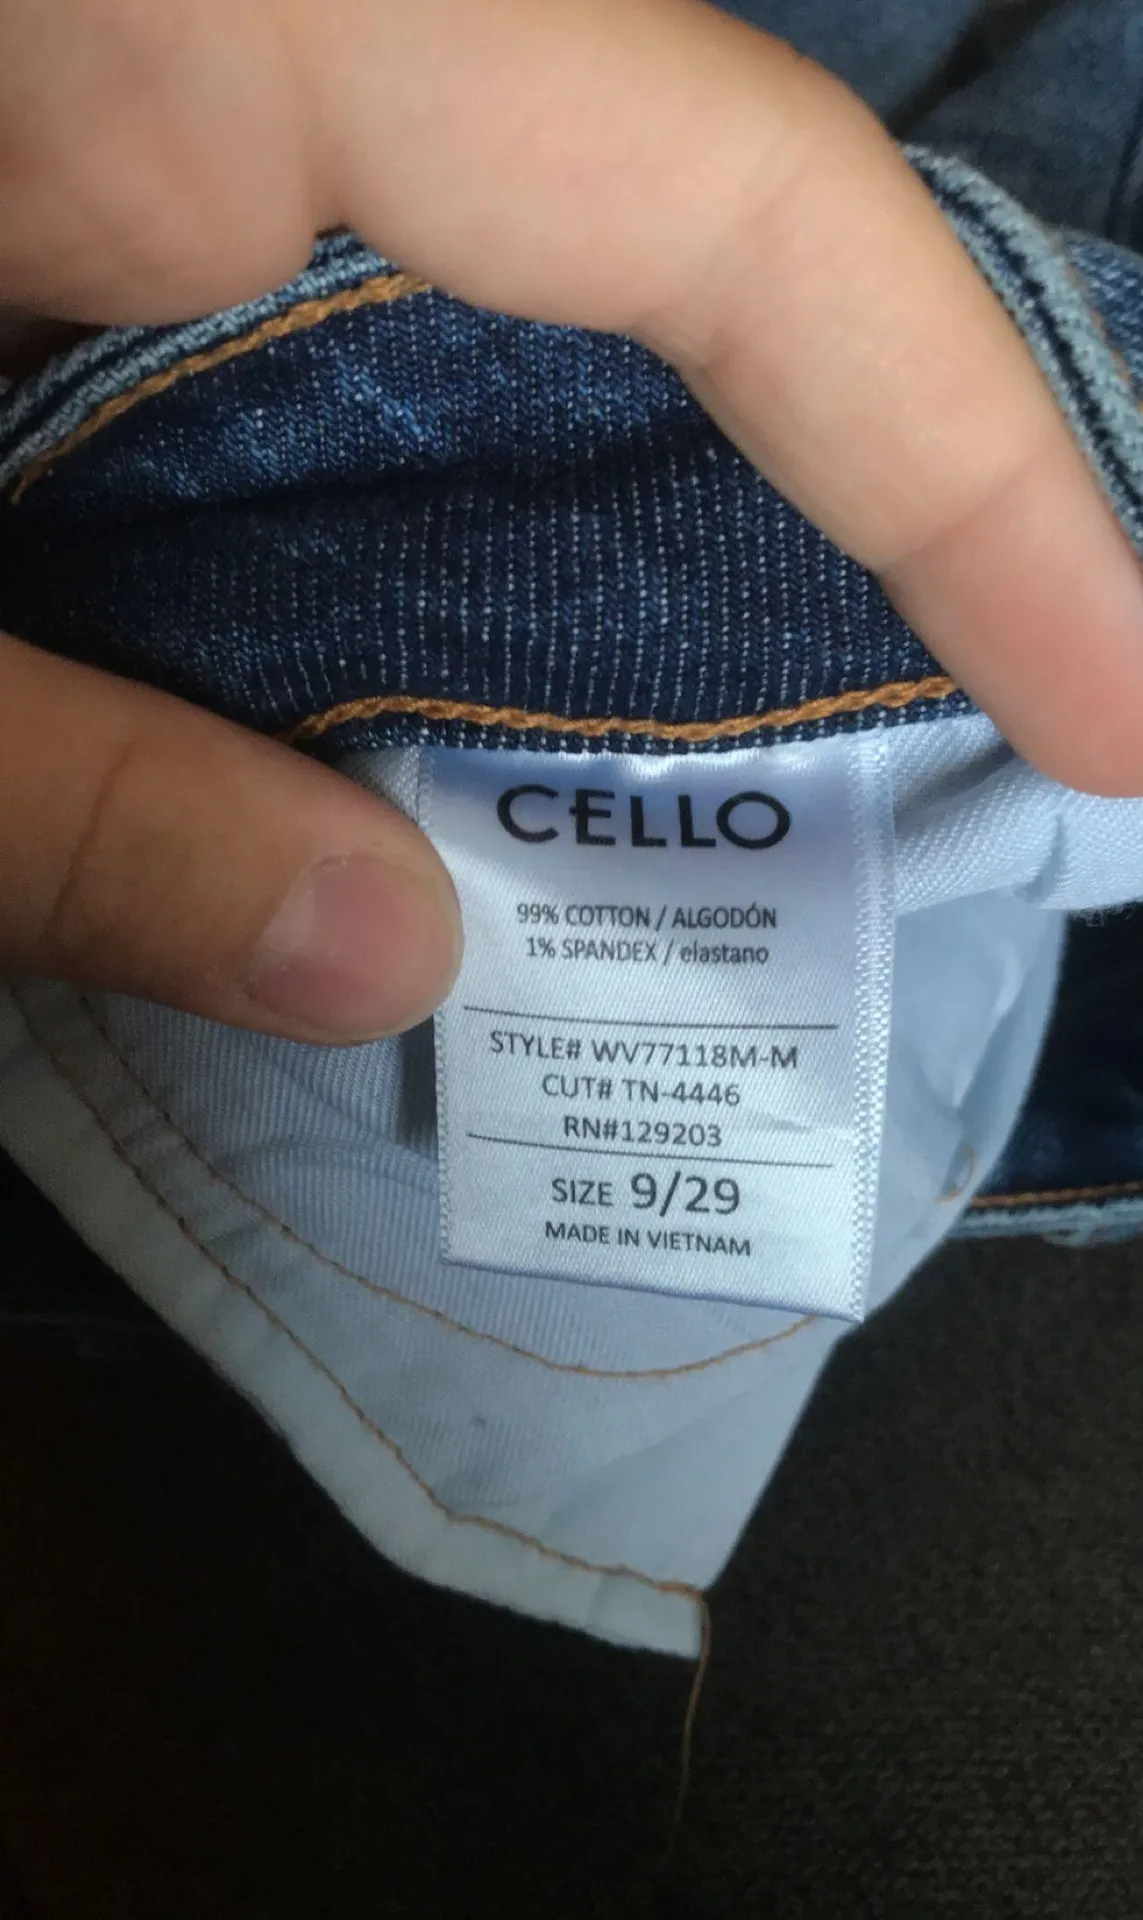 CELLO
99% COTTON / ALGODÓN
1% SPANDEX / elastano
STYLE# WV77118M-M
CUT# TN-4446
RN#129203
SIZE 9/29
MADE IN VIETNAM